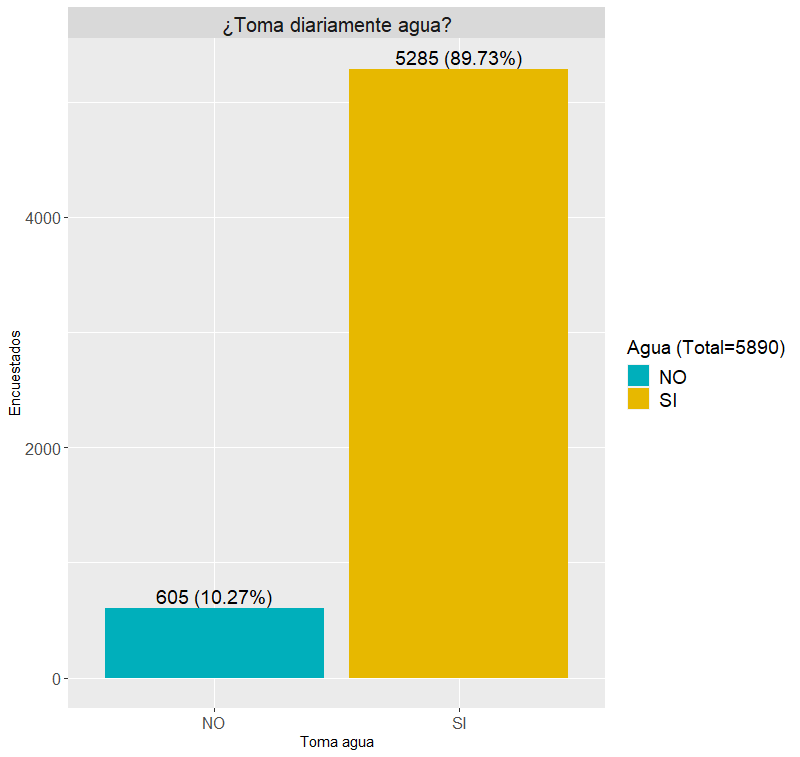 ¿Toma diariamente agua?
5285 (89.73%)
4000
Encuestados
Agua (Total=5890)
NO
SI
2000
605 (10.27%)
0
NO
SI
Toma agua